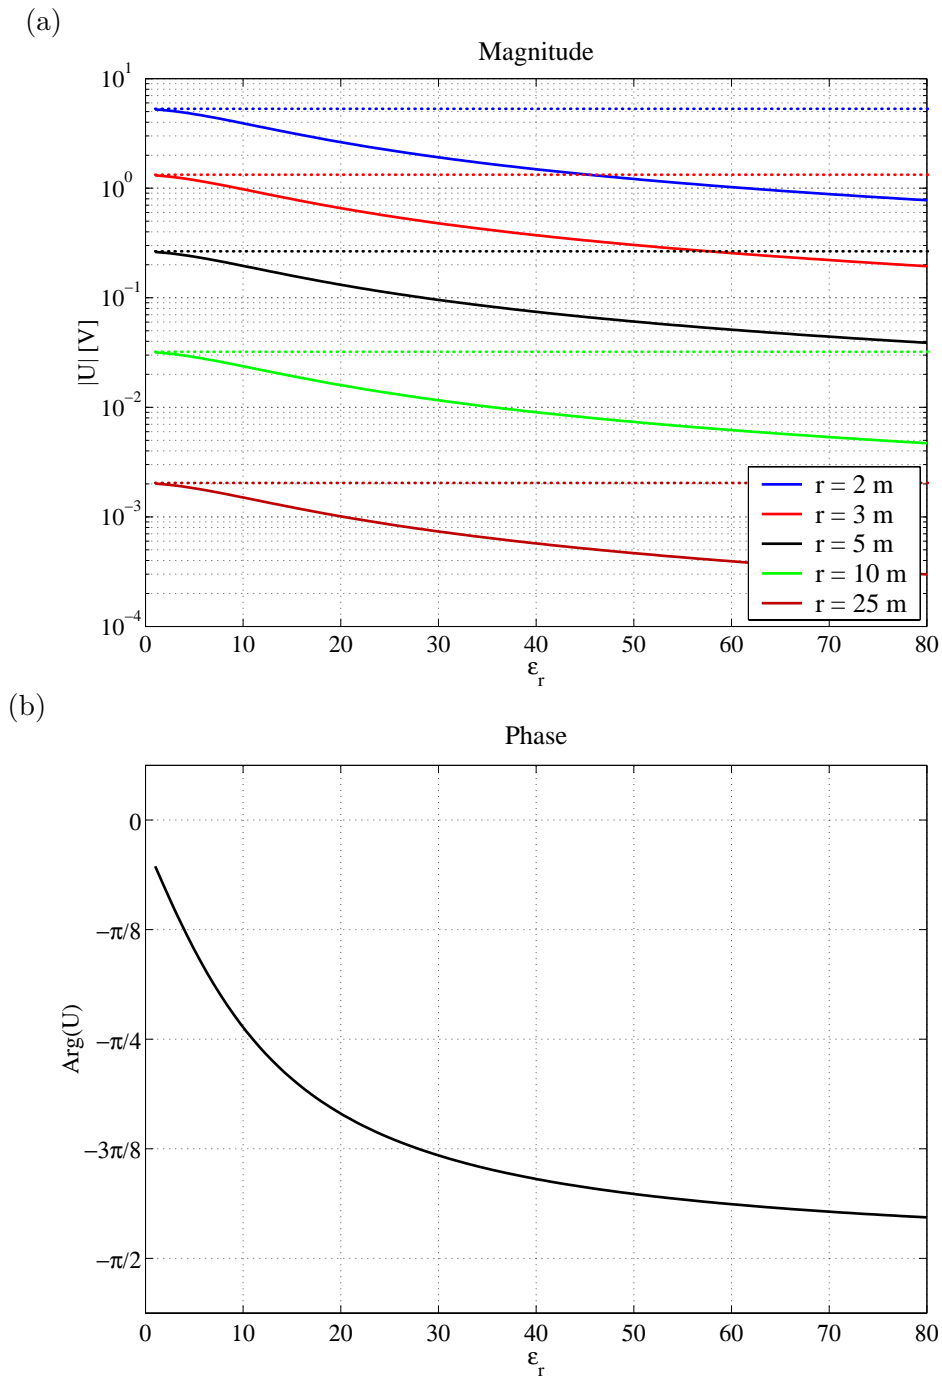 (a)
Magnitude
|U| [V]
10^1
10^0
10^−1
10^−2
10^−3
10^−4
0 10 20 30 40 50 60 70 80
ε_r
r = 2 m
r = 3 m
r = 5 m
r = 10 m
r = 25 m
(b)
Phase
Arg(U)
0
−π/8
−π/4
−3π/8
−π/2
0 10 20 30 40 50 60 70 80
ε_r